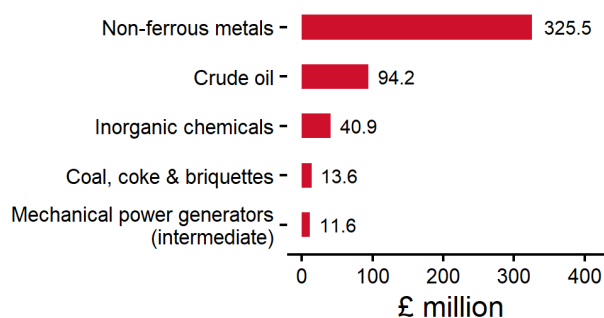 Non-ferrous metals 325.5
Crude oil 94.2
Inorganic chemicals 40.9
Coal, coke & briquettes 13.6
Mechanical power generators
(intermediate) 11.6
0 100 200 300 400
£ million